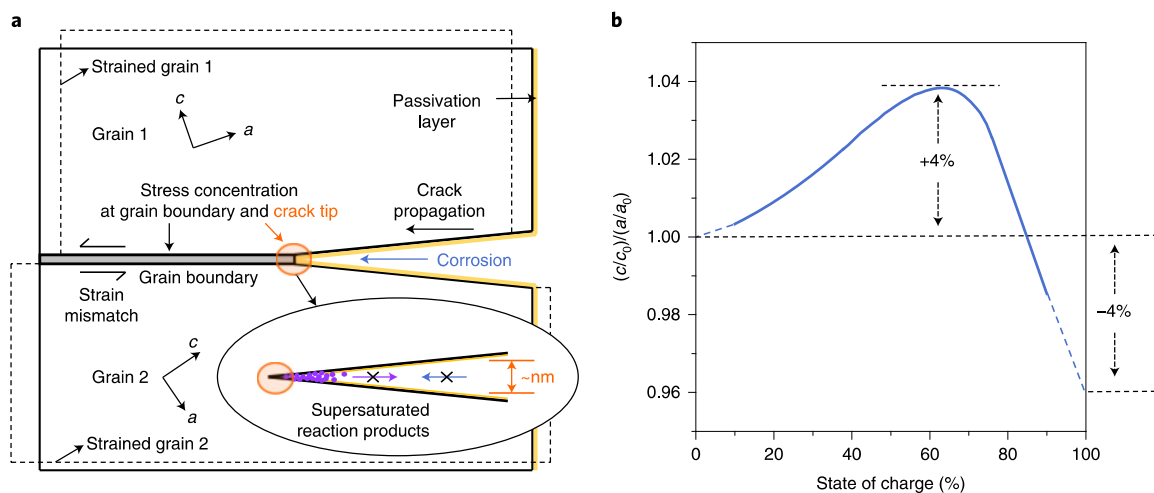 a
Strained grain 1
c
Grain 1
a
Passivation
layer
Stress concentration
at grain boundary and crack tip
Crack
propagation
Corrosion
Grain boundary
Strain
mismatch
c
Grain 2
a
~nm
Supersaturated
reaction products
Strained grain 2
b
1.04
1.02
1.00
0.98
0.96
(c/c0)/(a/a0)
+4%
−4%
0
20
40
60
80
100
State of charge (%)